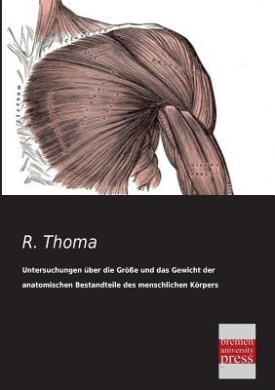 R. Thoma
Untersuchungen über die Größe und das Gewicht der
anatomischen Bestandteile des menschlichen Körpers
bremen
university
press